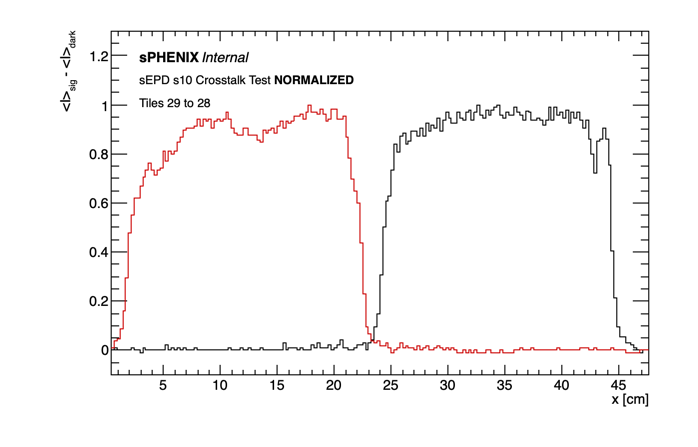 <I>sig - <I>dark
sPHENIX Internal
sEPD s10 Crosstalk Test NORMALIZED
Tiles 29 to 28
1.2
1
0.8
0.6
0.4
0.2
0
5 10 15 20 25 30 35 40 45
x [cm]